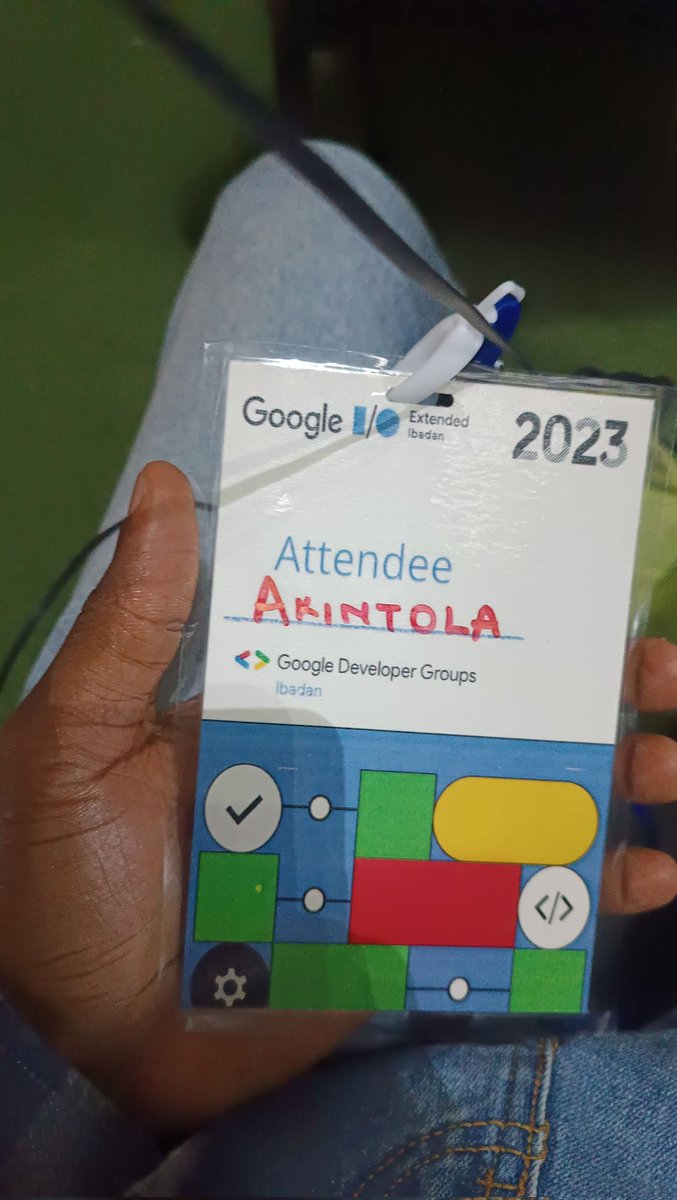 Google I/O Extended
Ibadan
2023
Attendee
AKINTOLA
Google Developer Groups
Ibadan